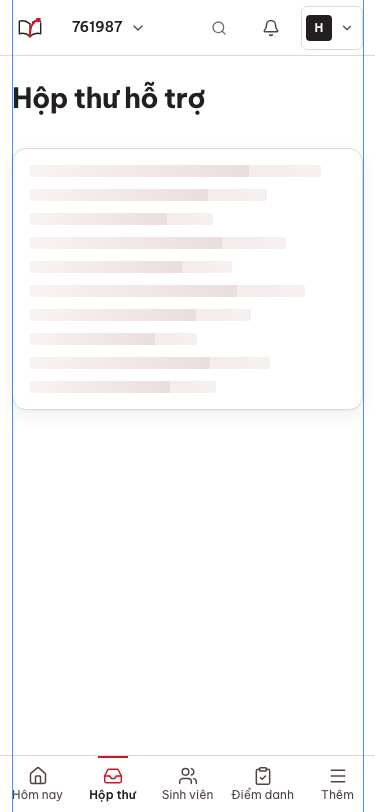 761987
H
Hộp thư hỗ trợ
Hôm nay
Hộp thư
Sinh viên
Điểm danh
Thêm